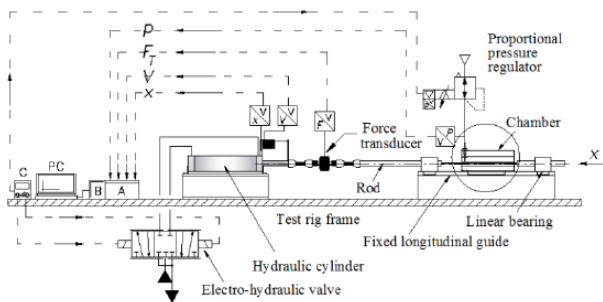 P
F_T
V
x
Proportional
pressure
regulator
Chamber
Force
transducer
x V
V
F V
V P
C
PC
B
A
Rod
X
Linear bearing
Test rig frame
Fixed longitudinal guide
Hydraulic cylinder
Electro-hydraulic valve